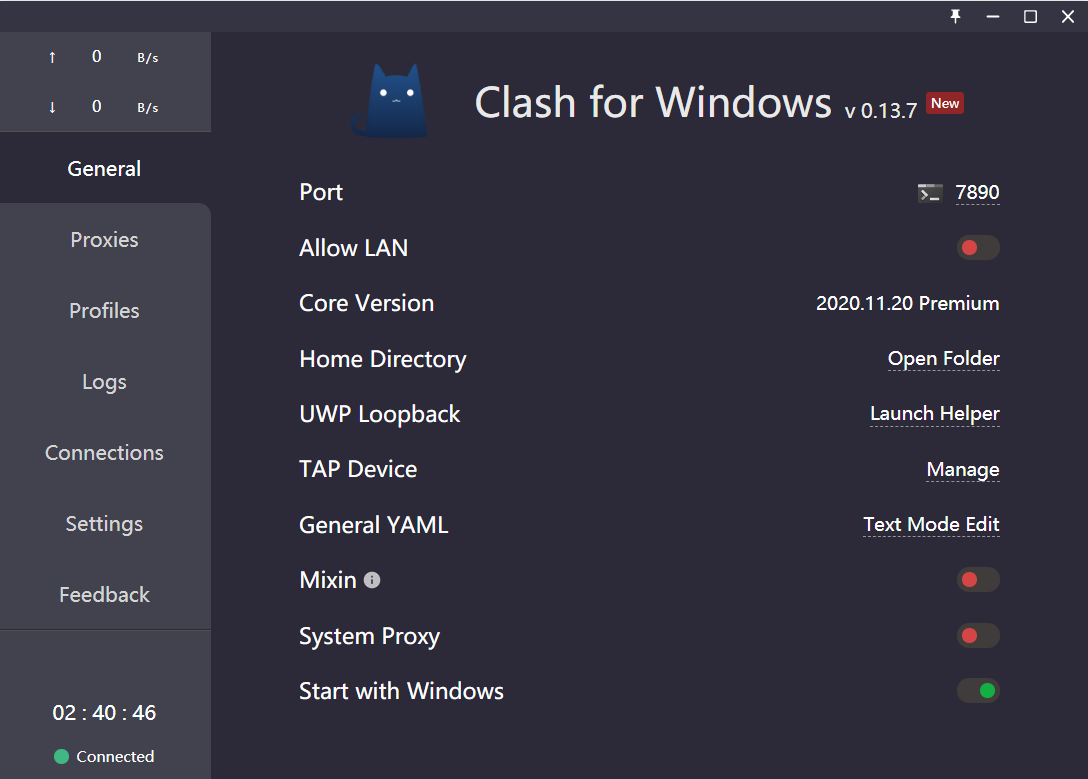 ↑ 0 B/s
↓ 0 B/s
General
Proxies
Profiles
Logs
Connections
Settings
Feedback
02 : 40 : 46
Connected
Clash for Windows v 0.13.7 New
Port 7890
Allow LAN
Core Version 2020.11.20 Premium
Home Directory Open Folder
UWP Loopback Launch Helper
TAP Device Manage
General YAML Text Mode Edit
Mixin
System Proxy
Start with Windows